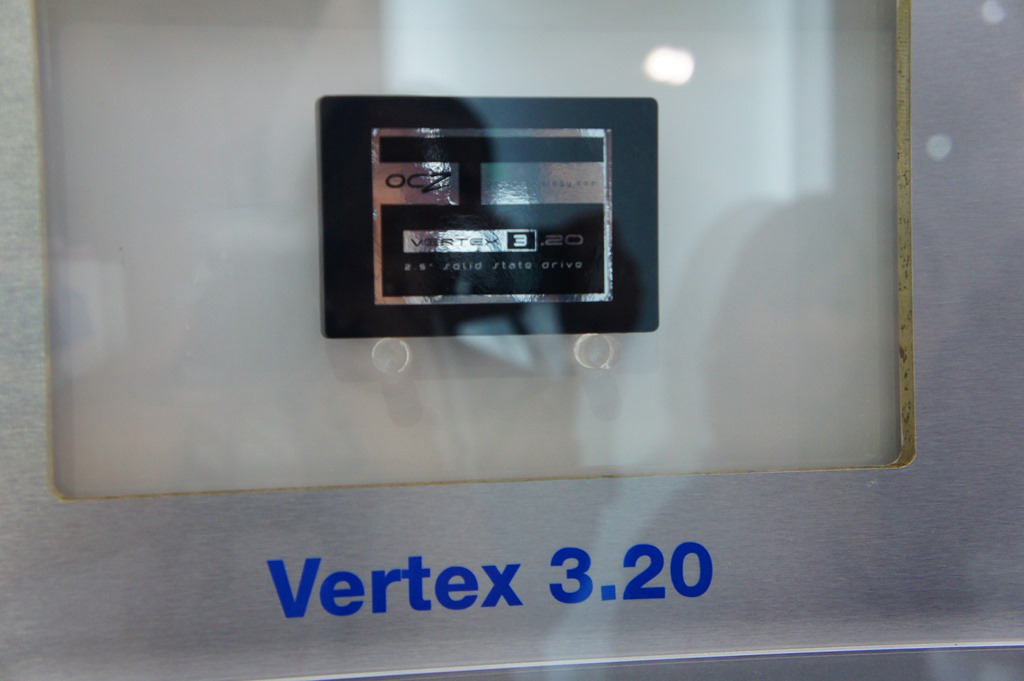 OCZ
VERTEX 3.20
2.5" solid state drive
Vertex 3.20